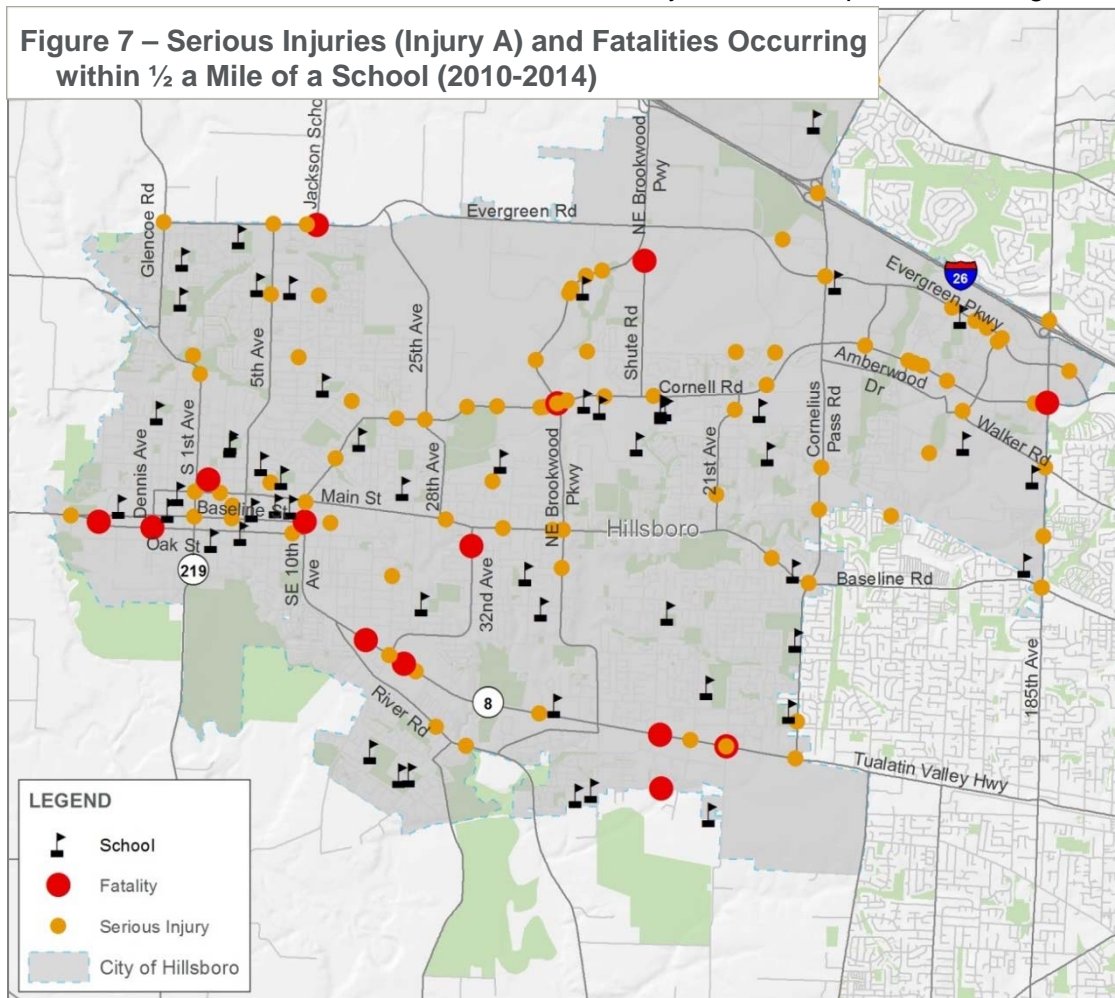 Figure 7 – Serious Injuries (Injury A) and Fatalities Occurring
within ½ a Mile of a School (2010-2014)
Jackson Scho
Glencoe Rd
Evergreen Rd
NE Brookwood
Pwy
26
Evergreen Pkwy
5th Ave
25th Ave
Shute Rd
Cornell Rd
Amberwood
Dr
Cornelius
Pass Rd
Walker Rd
Dennis Ave
S 1st Ave
28th Ave
NE Brookwood
Pkwy
21st Ave
Main St
Baseline St
Hillsboro
Oak St
219
SE 10th
Ave
32nd Ave
Baseline Rd
185th Ave
River Rd
8
Tualatin Valley Hwy
LEGEND
School
Fatality
Serious Injury
City of Hillsboro